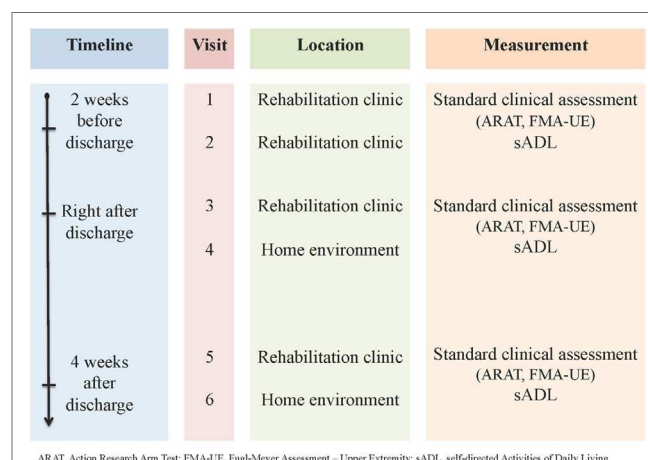 Timeline Visit Location Measurement
2 weeks 1 Rehabilitation clinic Standard clinical assessment
before (ARAT, FMA-UE)
discharge 2 Rehabilitation clinic sADL
Right after 3 Rehabilitation clinic Standard clinical assessment
discharge (ARAT, FMA-UE)
4 Home environment sADL
4 weeks 5 Rehabilitation clinic Standard clinical assessment
after (ARAT, FMA-UE)
discharge 6 Home environment sADL
ARAT, Action Research Arm Test; FMA-UE, Fugl-Meyer Assessment – Upper Extremity; sADL, self-directed Activities of Daily Living